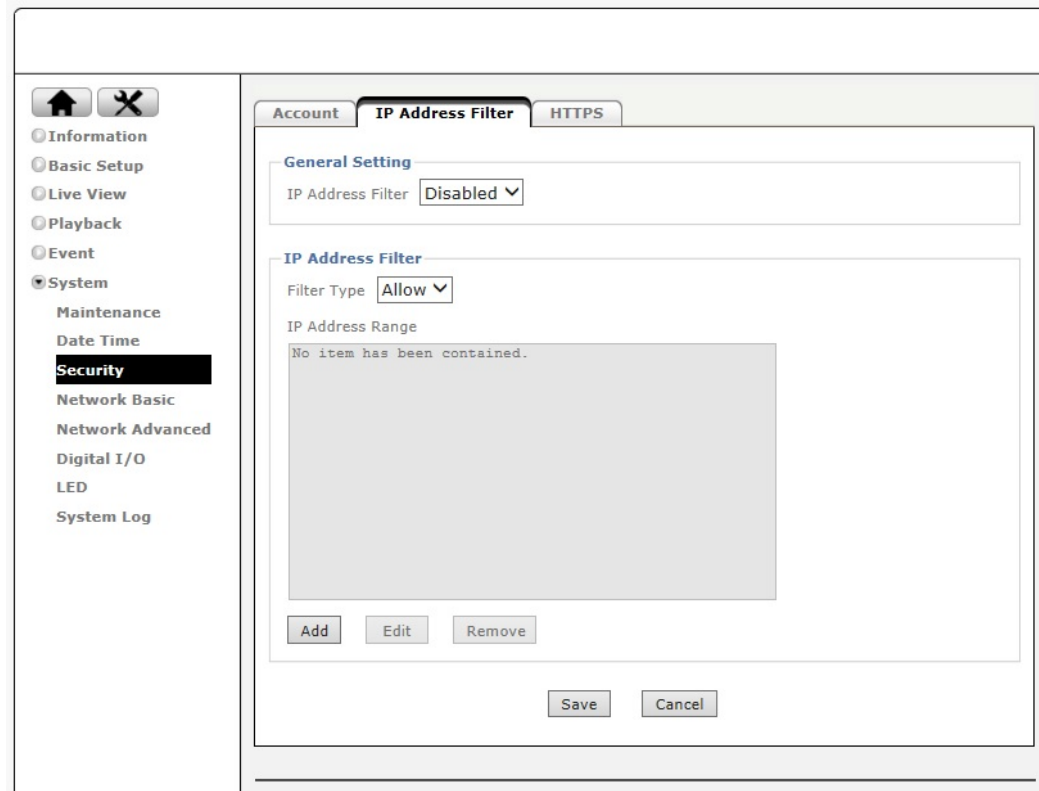 Information
Basic Setup
Live View
Playback
Event
System
Maintenance
Date Time
Security
Network Basic
Network Advanced
Digital I/O
LED
System Log
Account IP Address Filter HTTPS
General Setting
IP Address Filter Disabled
IP Address Filter
Filter Type Allow
IP Address Range
No item has been contained.
Add Edit Remove
Save Cancel